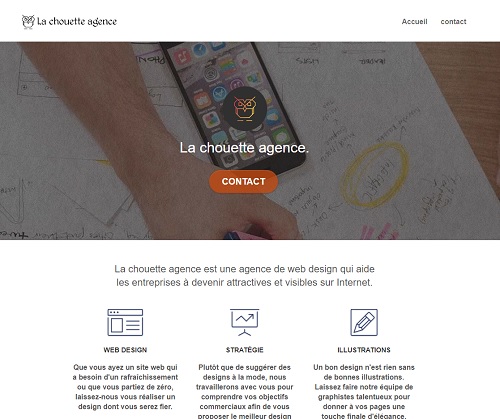 La chouette agence
Accueil
contact
La chouette agence.
CONTACT
La chouette agence est une agence de web design qui aide
les entreprises à devenir attractives et visibles sur Internet.
WEB DESIGN
Que vous ayez un site web qui
a besoin d'un rafraichissement
ou que vous partiez de zéro,
laissez-nous vous réaliser un
design dont vous serez fier.
STRATÉGIE
Plutôt que de suggérer des
designs à la mode, nous
travaillerons avec vous pour
comprendre vos objectifs
commerciaux afin de vous
proposer le meilleur design
ILLUSTRATIONS
Un bon design n'est rien sans
de bonnes illustrations.
Laissez faire notre équipe de
graphistes talentueux pour
donner à vos pages une
touche finale d'élégance.